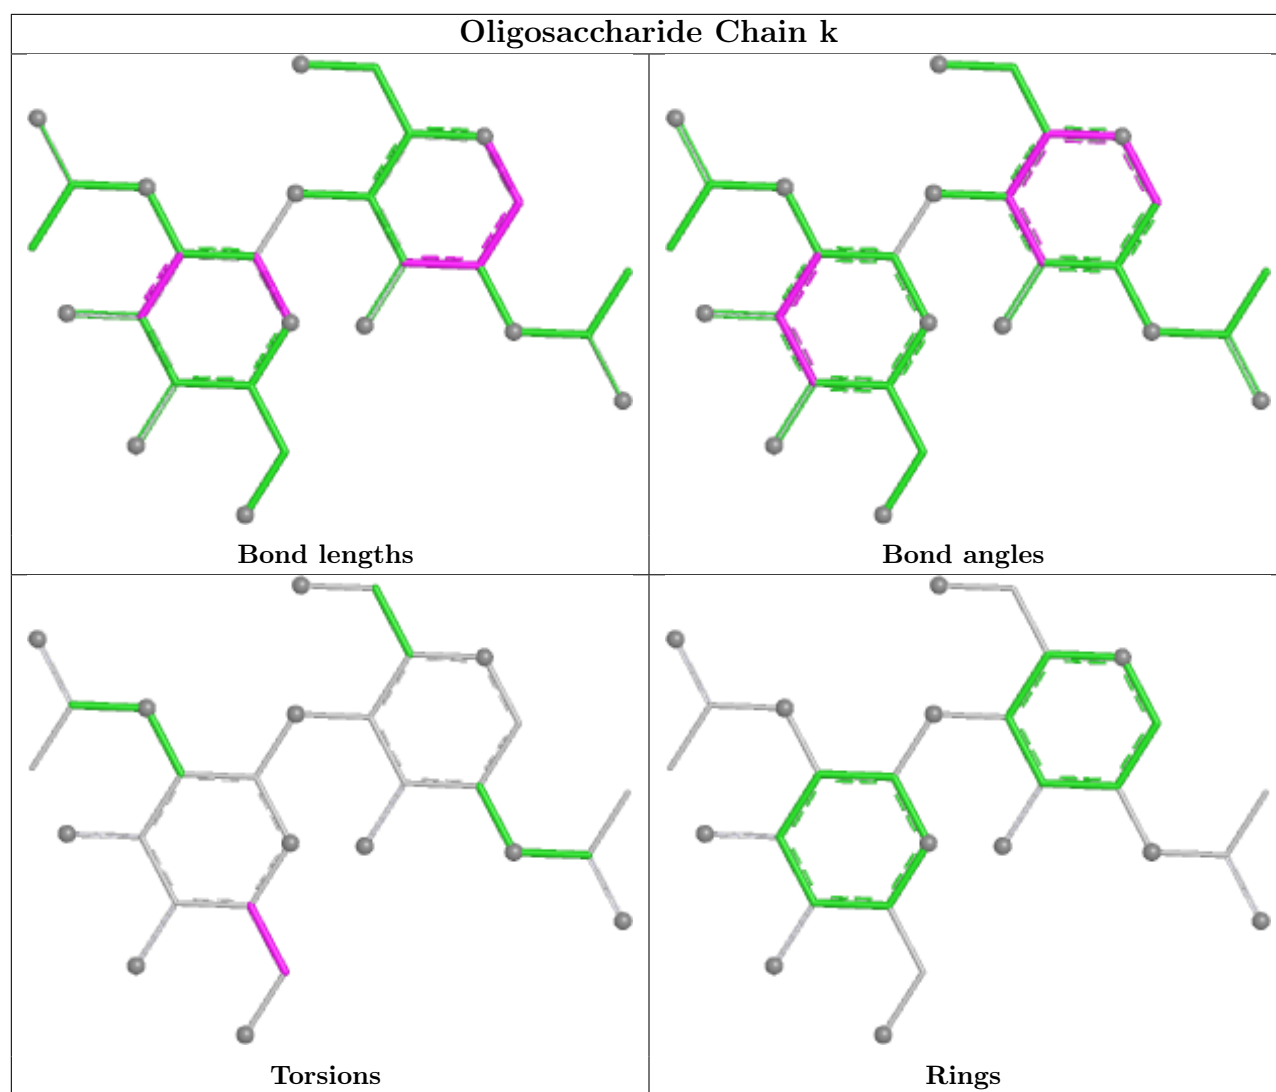 Oligosaccharide Chain k
Bond lengths
Bond angles
Torsions
Rings